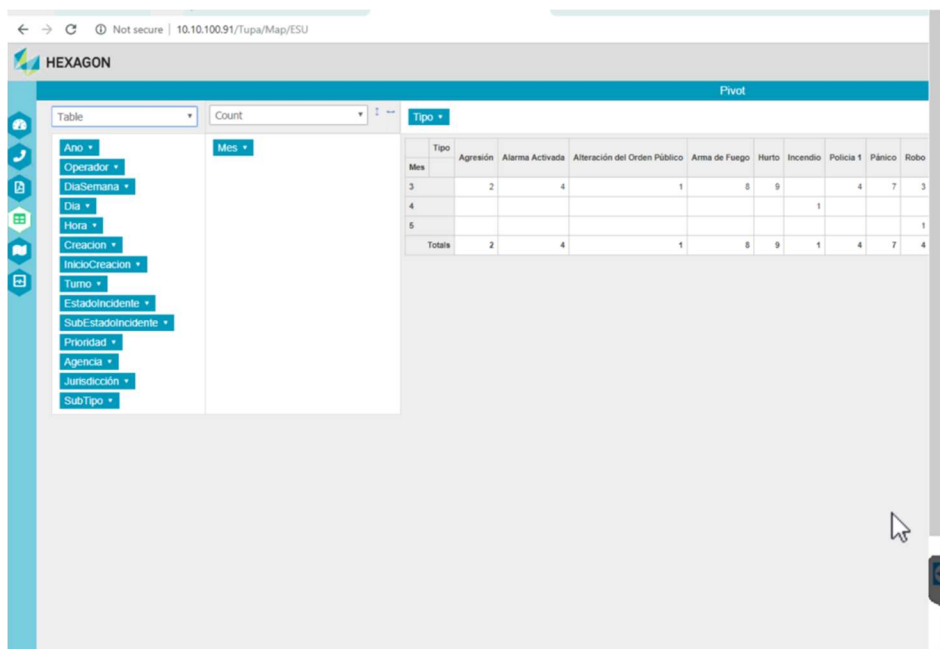 Not secure | 10.10.100.91/Tupa/Map/ESU
HEXAGON
Pivot
Table
Count
Tipo
Ano
Operador
DiaSemana
Dia
Hora
Creacion
InicioCreacion
Turno
EstadoIncidente
SubEstadoIncidente
Prioridad
Agencia
Jurisdicción
SubTipo
Mes
Tipo Agresión Alarma Activada Alteración del Orden Público Arma de Fuego Hurto Incendio Policia 1 Pánico Robo
Mes
3 2 4 1 8 9 4 7 3
4 1
5 1
Totals 2 4 1 8 9 1 4 7 4